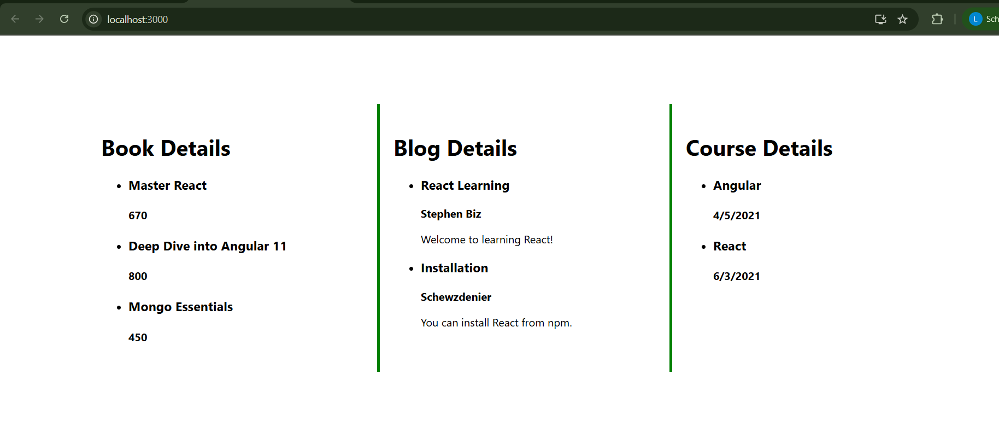 localhost:3000
L Sch
Book Details
Master React
670
Deep Dive into Angular 11
800
Mongo Essentials
450
Blog Details
React Learning
Stephen Biz
Welcome to learning React!
Installation
Schewzdenier
You can install React from npm.
Course Details
Angular
4/5/2021
React
6/3/2021